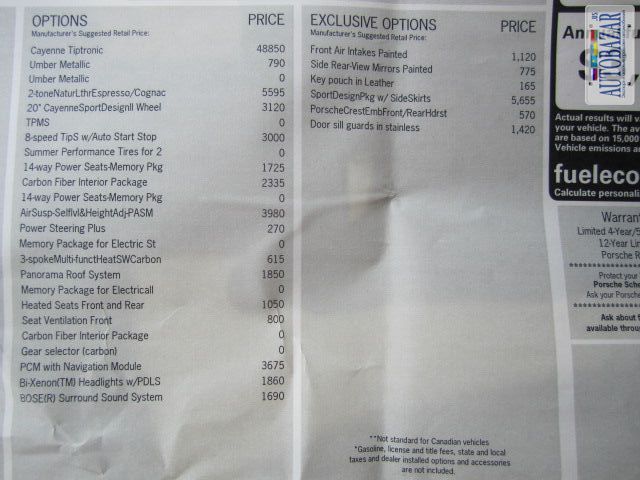 OPTIONS PRICE
Manufacturer's Suggested Retail Price:
Cayenne Tiptronic 48850
Umber Metallic 790
Umber Metallic 0
2-toneNaturLthrEspresso/Cognac 5595
20" CayenneSportDesignII Wheel 3120
TPMS 0
8-speed TipS w/Auto Start Stop 3000
Summer Performance Tires for 2 0
14-way Power Seats-Memory Pkg 1725
Carbon Fiber Interior Package 2335
14-way Power Seats-Memory Pkg 0
AirSusp-Selflvl&HeightAdj-PASM 3980
Power Steering Plus 270
Memory Package for Electric St 0
3-spokeMulti-functHeatSWCarbon 615
Panorama Roof System 1850
Memory Package for Electricall 0
Heated Seats Front and Rear 1050
Seat Ventilation Front 800
Carbon Fiber Interior Package 0
Gear selector (carbon) 0
PCM with Navigation Module 3675
Bi-Xenon(TM) Headlights w/PDLS 1860
BOSE(R) Surround Sound System 1690
EXCLUSIVE OPTIONS PRICE
Manufacturer's Suggested Retail Price:
Front Air Intakes Painted 1,120
Side Rear-View Mirrors Painted 775
Key pouch in Leather 165
SportDesignPkg w/ SideSkirts 5,655
PorscheCrestEmbFront/RearHdrst 570
Door sill guards in stainless 1,420
**Not standard for Canadian vehicles
*Gasoline, license and title fees, state and local
taxes and dealer installed options and accessories
are not included.
AUTOBAZAR
Actual results will
your vehicle. The
are based on 15,000
Vehicle emissions
fueleco
Calculate personali
Warran
Limited 4-Year/5
12-Year Lim
Porsche R
Protect your
Porsche Sche
Ask your Porsche
Ask about
available throu